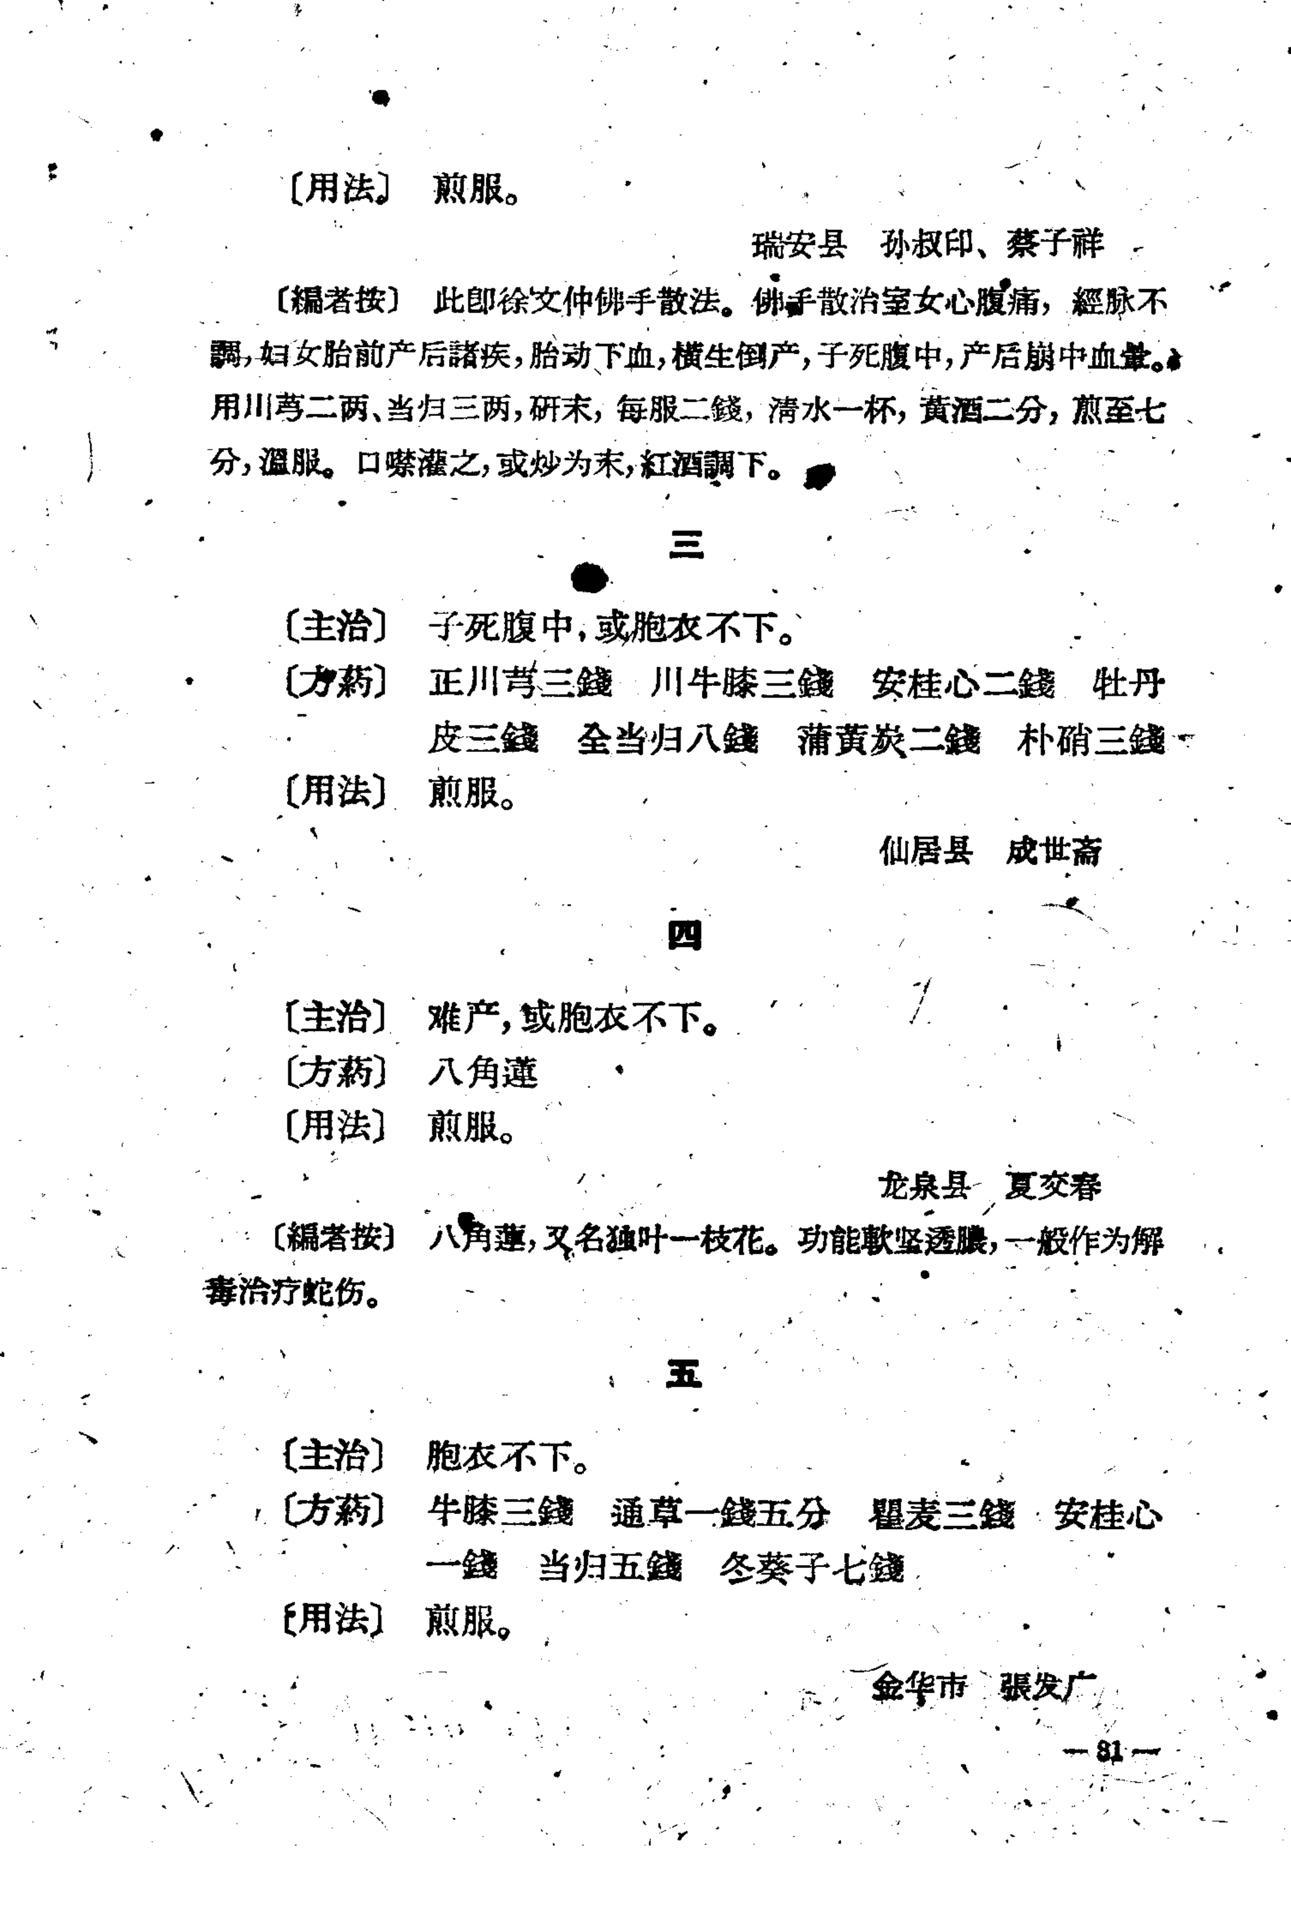 〔用法〕　煎服。
瑞安县　孙叔印、蔡子祥
〔編者按〕　此卽徐文仲佛手散法。佛手散治室女心腹痛，經脉不
調，妇女胎前产后諸疾，胎动下血，横生倒产，子死腹中，产后崩中血暈。
用川芎二两、当归三两，研末，每服二錢，清水一杯，黄酒二分，煎至七
分，溫服。口噤灌之，或炒为末，紅酒調下。
三
〔主治〕　子死腹中，或胞衣不下。
〔方葯〕　正川芎三錢　川牛膝三錢　安桂心二錢　牡丹
皮三錢　全当归八錢　蒲黄炭二錢　朴硝三錢
〔用法〕　煎服。
仙居县　成世斋
四
〔主治〕　难产，或胞衣不下。
〔方葯〕　八角蓮
〔用法〕　煎服。
龙泉县　夏交春
〔編者按〕　八角蓮，又名独叶一枝花。功能軟坚透膿，一般作为解
毒治疗蛇伤。
五
〔主治〕　胞衣不下。
〔方葯〕　牛膝三錢　通草一錢五分　瞿麦三錢　安桂心
一錢　当归五錢　冬葵子七錢
〔用法〕　煎服。
金华市　張发广
— 81 —